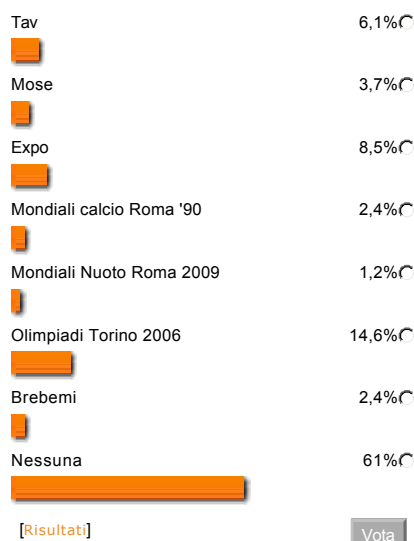 Tav 6,1%
Mose 3,7%
Expo 8,5%
Mondiali calcio Roma '90 2,4%
Mondiali Nuoto Roma 2009 1,2%
Olimpiadi Torino 2006 14,6%
Brebemi 2,4%
Nessuna 61%
[Risultati] Vota